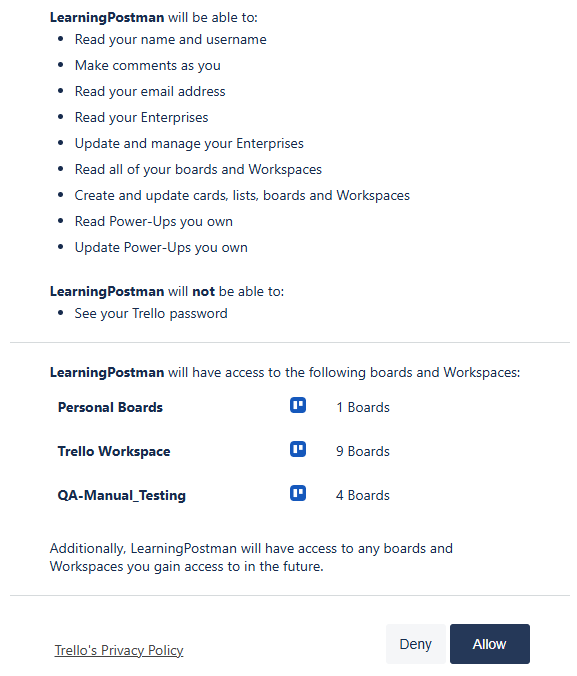 LearningPostman will be able to:
Read your name and username
Make comments as you
Read your email address
Read your Enterprises
Update and manage your Enterprises
Read all of your boards and Workspaces
Create and update cards, lists, boards and Workspaces
Read Power-Ups you own
Update Power-Ups you own
LearningPostman will not be able to:
See your Trello password
LearningPostman will have access to the following boards and Workspaces:
Personal Boards 1 Boards
Trello Workspace 9 Boards
QA-Manual_Testing 4 Boards
Additionally, LearningPostman will have access to any boards and
Workspaces you gain access to in the future.
Trello's Privacy Policy Deny Allow